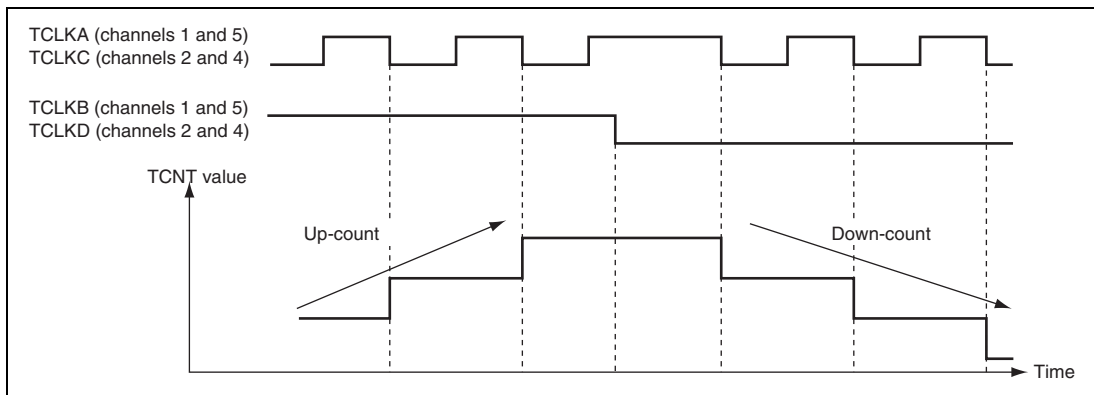 TCLKA (channels 1 and 5)
TCLKC (channels 2 and 4)
TCLKB (channels 1 and 5)
TCLKD (channels 2 and 4)
TCNT value
Up-count
Down-count
Time